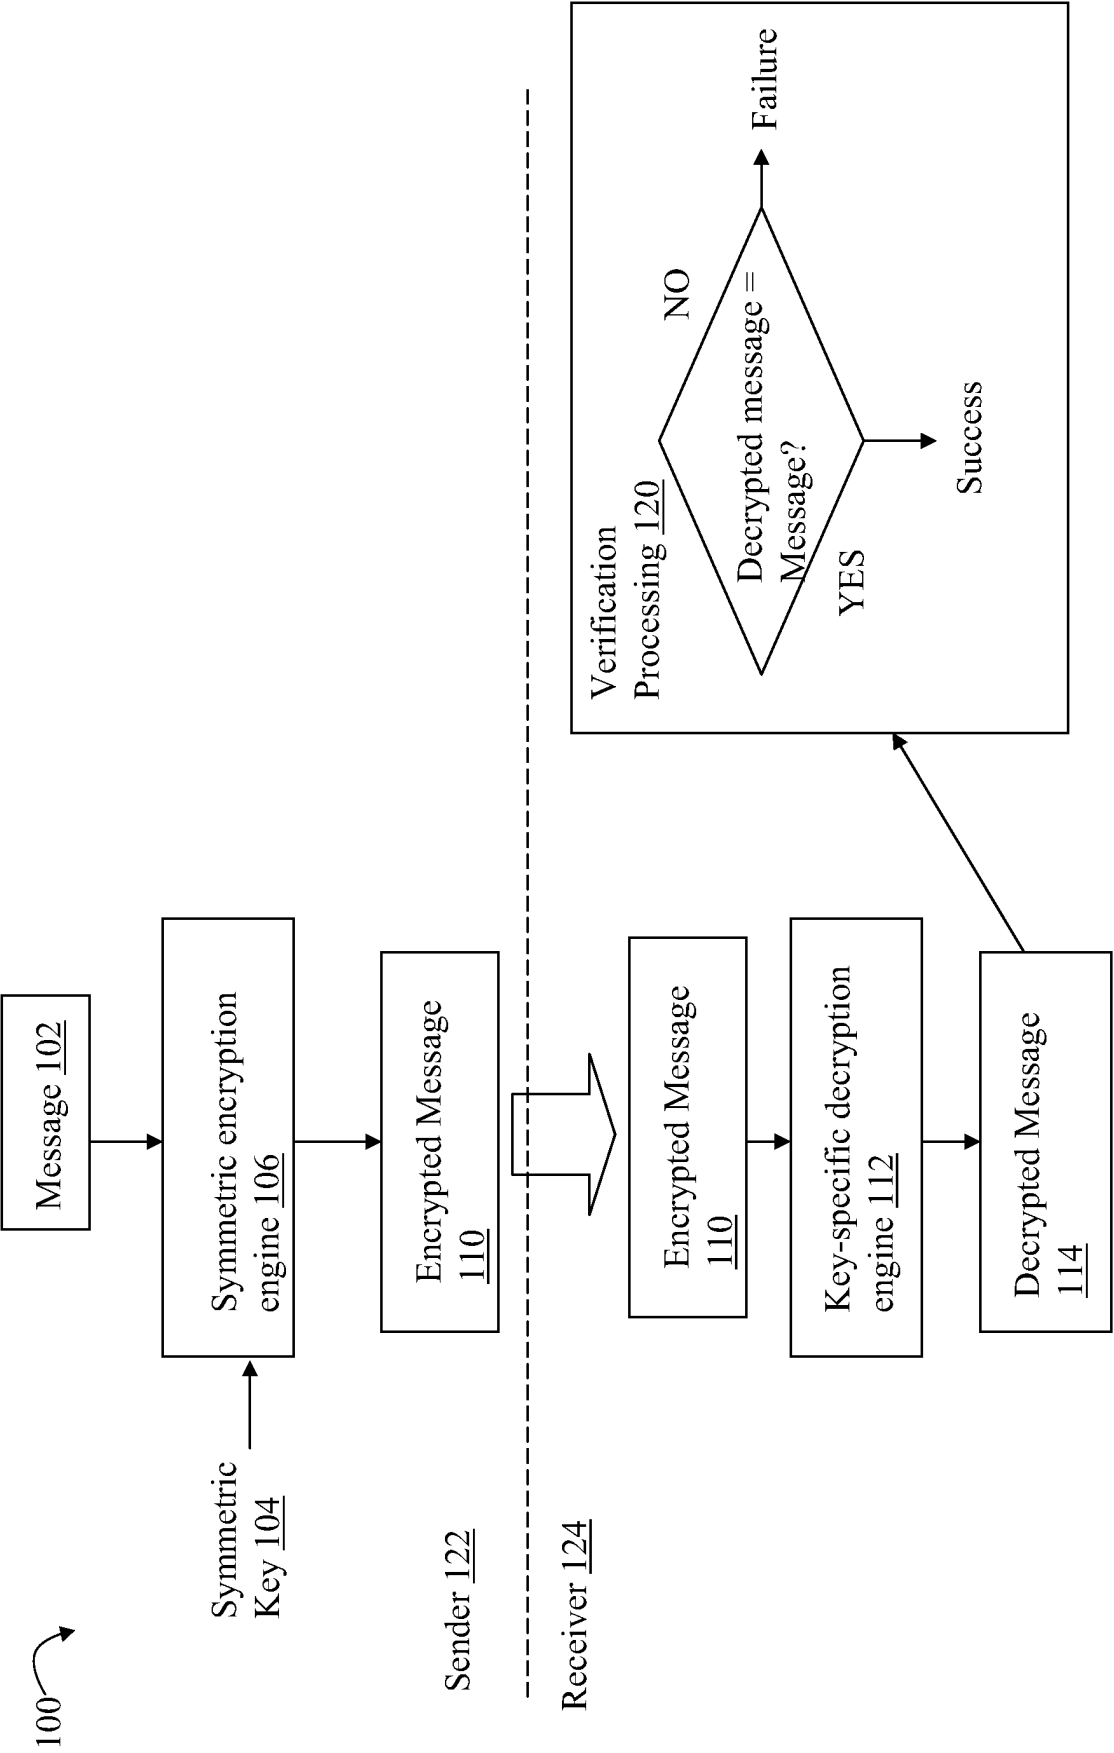 100
Message 102
Symmetric
Key 104
Symmetric encryption
engine 106
Encrypted Message
110
Sender 122
Receiver 124
Encrypted Message
110
Key-specific decryption
engine 112
Decrypted Message
114
Verification
Processing 120
Decrypted message =
Message?
NO
Failure
YES
Success